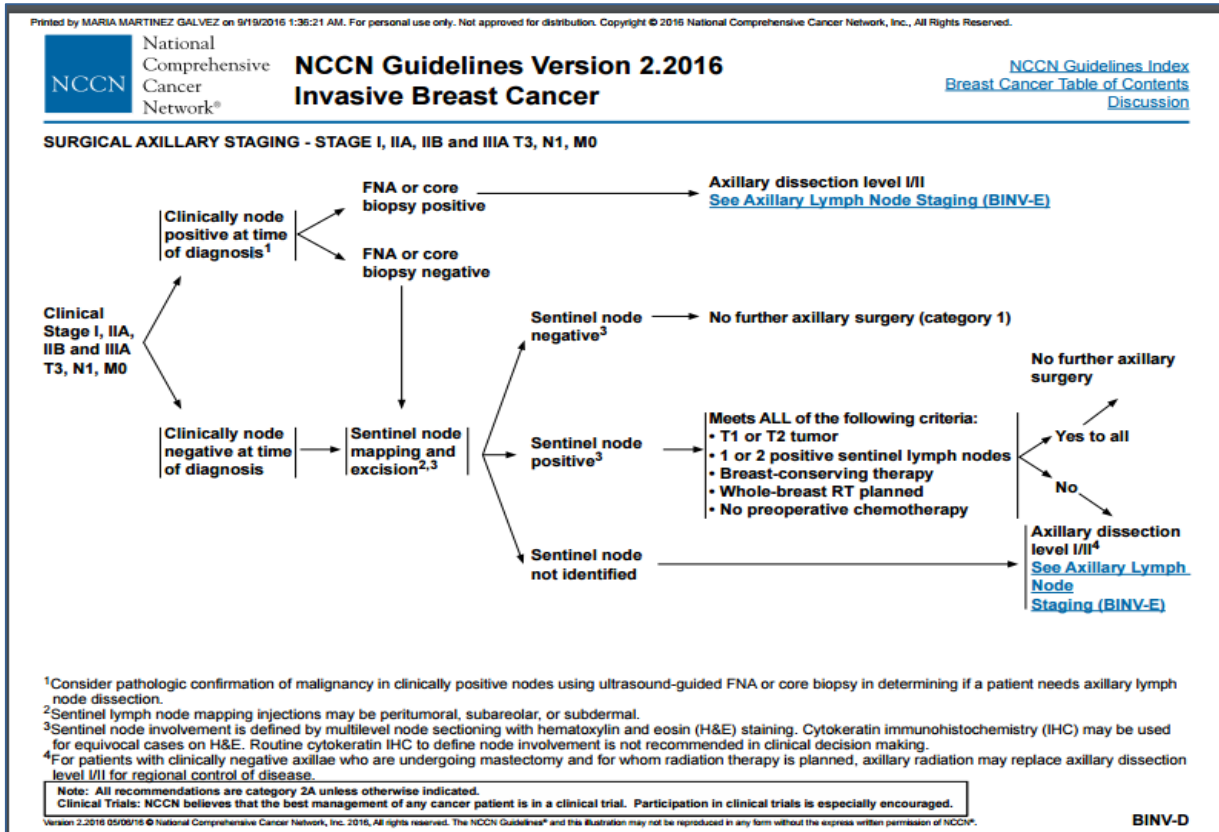 Printed by MARIA MARTINEZ GALVEZ on 9/19/2016 1:36:21 AM. For personal use only. Not approved for distribution. Copyright © 2016 National Comprehensive Cancer Network, Inc., All Rights Reserved.
NCCN
National
Comprehensive
Cancer
Network®
NCCN Guidelines Version 2.2016
Invasive Breast Cancer
NCCN Guidelines Index
Breast Cancer Table of Contents
Discussion
SURGICAL AXILLARY STAGING - STAGE I, IIA, IIB and IIIA T3, N1, M0
Clinical
Stage I, IIA,
IIB and IIIA
T3, N1, M0
Clinically node
positive at time
of diagnosis1
FNA or core
biopsy positive
Axillary dissection level I/II
See Axillary Lymph Node Staging (BINV-E)
FNA or core
biopsy negative
Clinically node
negative at time
of diagnosis
Sentinel node
mapping and
excision2,3
Sentinel node
negative3
No further axillary surgery (category 1)
Sentinel node
positive3
Meets ALL of the following criteria:
• T1 or T2 tumor
• 1 or 2 positive sentinel lymph nodes
• Breast-conserving therapy
• Whole-breast RT planned
• No preoperative chemotherapy
Yes to all
No further axillary
surgery
No
Axillary dissection
level I/II4
See Axillary Lymph
Node
Staging (BINV-E)
Sentinel node
not identified
1Consider pathologic confirmation of malignancy in clinically positive nodes using ultrasound-guided FNA or core biopsy in determining if a patient needs axillary lymph
node dissection.
2Sentinel lymph node mapping injections may be peritumoral, subareolar, or subdermal.
3Sentinel node involvement is defined by multilevel node sectioning with hematoxylin and eosin (H&E) staining. Cytokeratin immunohistochemistry (IHC) may be used
for equivocal cases on H&E. Routine cytokeratin IHC to define node involvement is not recommended in clinical decision making.
4For patients with clinically negative axillae who are undergoing mastectomy and for whom radiation therapy is planned, axillary radiation may replace axillary dissection
level I/II for regional control of disease.
Note: All recommendations are category 2A unless otherwise indicated.
Clinical Trials: NCCN believes that the best management of any cancer patient is in a clinical trial. Participation in clinical trials is especially encouraged.
Version 2.2016 05/06/16 © National Comprehensive Cancer Network, Inc. 2016, All rights reserved. The NCCN Guidelines® and this illustration may not be reproduced in any form without the express written permission of NCCN®.
BINV-D